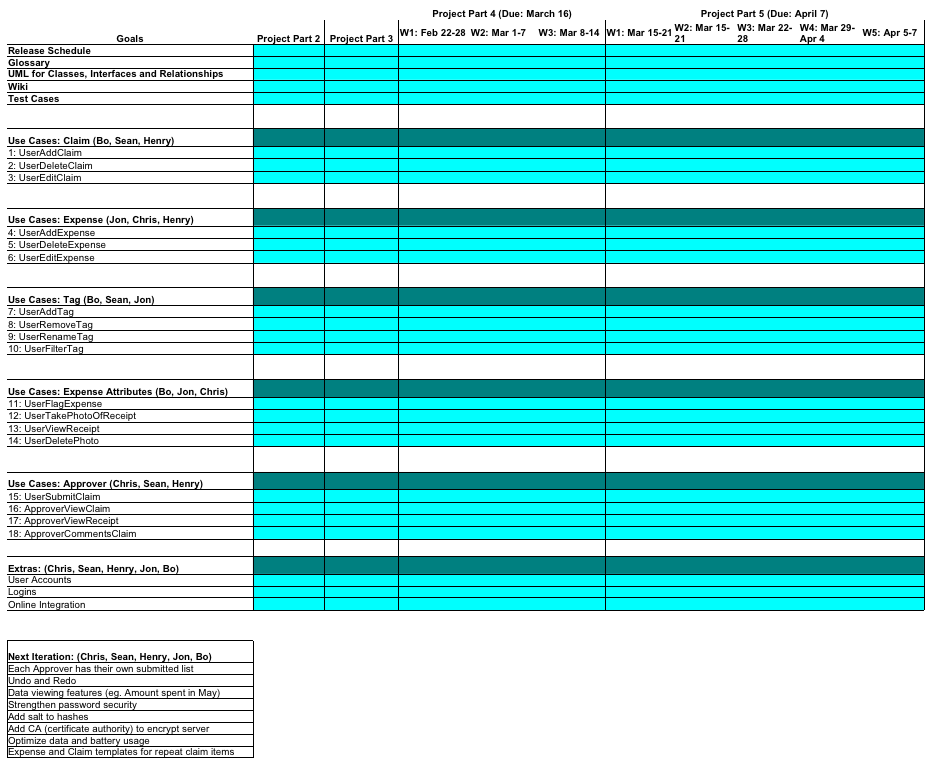 Project Part 4 (Due: March 16) Project Part 5 (Due: April 7)
Goals Project Part 2 Project Part 3 W1: Feb 22-28 W2: Mar 1-7 W3: Mar 8-14 W1: Mar 15-21 W2: Mar 15-21 W3: Mar 22-28 W4: Mar 29-Apr 4 W5: Apr 5-7
Release Schedule
Glossary
UML for Classes, Interfaces and Relationships
Wiki
Test Cases
Use Cases: Claim (Bo, Sean, Henry)
1: UserAddClaim
2: UserDeleteClaim
3: UserEditClaim
Use Cases: Expense (Jon, Chris, Henry)
4: UserAddExpense
5: UserDeleteExpense
6: UserEditExpense
Use Cases: Tag (Bo, Sean, Jon)
7: UserAddTag
8: UserRemoveTag
9: UserRenameTag
10: UserFilterTag
Use Cases: Expense Attributes (Bo, Jon, Chris)
11: UserFlagExpense
12: UserTakePhotoOfReceipt
13: UserViewReceipt
14: UserDeletePhoto
Use Cases: Approver (Chris, Sean, Henry)
15: UserSubmitClaim
16: ApproverViewClaim
17: ApproverViewReceipt
18: ApproverCommentsClaim
Extras: (Chris, Sean, Henry, Jon, Bo)
User Accounts
Logins
Online Integration
Next Iteration: (Chris, Sean, Henry, Jon, Bo)
Each Approver has their own submitted list
Undo and Redo
Data viewing features (eg. Amount spent in May)
Strengthen password security
Add salt to hashes
Add CA (certificate authority) to encrypt server
Optimize data and battery usage
Expense and Claim templates for repeat claim items